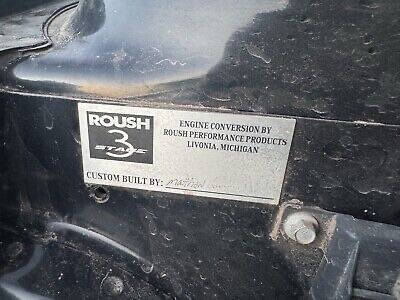 ROUSH
3
STAGE
ENGINE CONVERSION BY
ROUSH PERFORMANCE PRODUCTS
LIVONIA, MICHIGAN
CUSTOM BUILT BY: